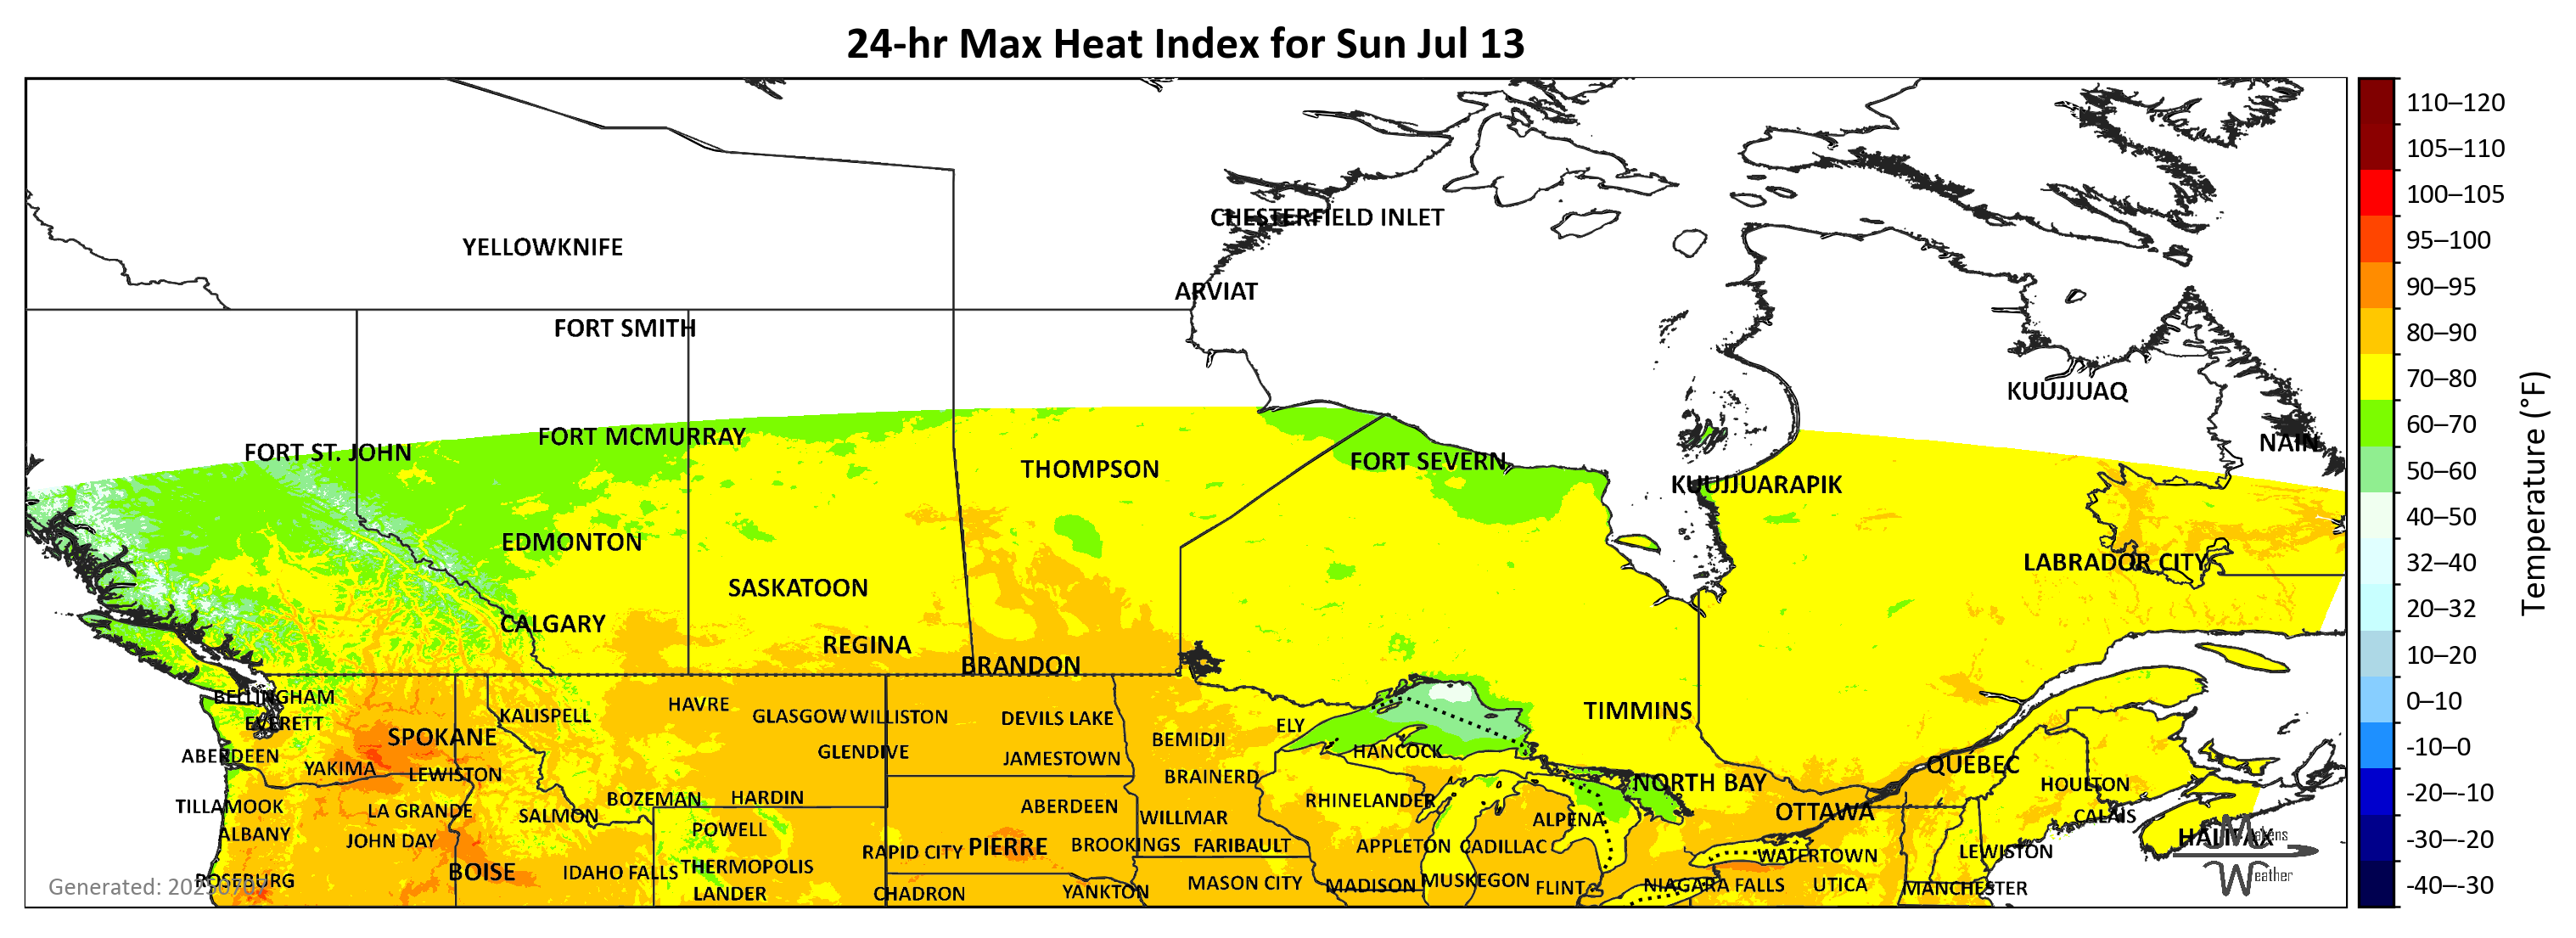 24-hr Max Heat Index for Sun Jul 13
110–120
105–110
100–105
95–100
90–95
80–90
70–80
60–70
50–60
40–50
32–40
20–32
10–20
0–10
-10–0
-20–-10
-30–-20
-40–-30
Temperature (°F)
CHESTERFIELD INLET
YELLOWKNIFE
ARVIAT
FORT SMITH
KUUJJUAQ
FORT MCMURRAY
NAIN
FORT ST. JOHN
FORT SEVERN
THOMPSON
KUUJJUARAPIK
EDMONTON
LABRADOR CITY
SASKATOON
CALGARY
REGINA
BRANDON
BELLINGHAM
HAVRE
TIMMINS
KALISPELL
GLASGOW
WILLISTON
DEVILS LAKE
EVERETT
ELY
SPOKANE
BEMIDJI
GLENDIVE
HANCOCK
ABERDEEN
JAMESTOWN
QUÉBEC
YAKIMA
LEWISTON
BRAINERD
NORTH BAY
HOULTON
BOZEMAN
HARDIN
RHINELANDER
TILLAMOOK
ABERDEEN
LA GRANDE
SALMON
WILLMAR
OTTAWA
CALAIS
ALPENA
POWELL
ALBANY
HALIFAX
JOHN DAY
PIERRE
BROOKINGS
FARIBAULT
APPLETON
CADILLAC
RAPID CITY
LEWISTON
WATERTOWN
THERMOPOLIS
BOISE
IDAHO FALLS
ROSEBURG
MUSKEGON
MASON CITY
MADISON
FLINT
NIAGARA FALLS
UTICA
MANCHESTER
LANDER
CHADRON
YANKTON
Generated: 20250707
Makens
Weather